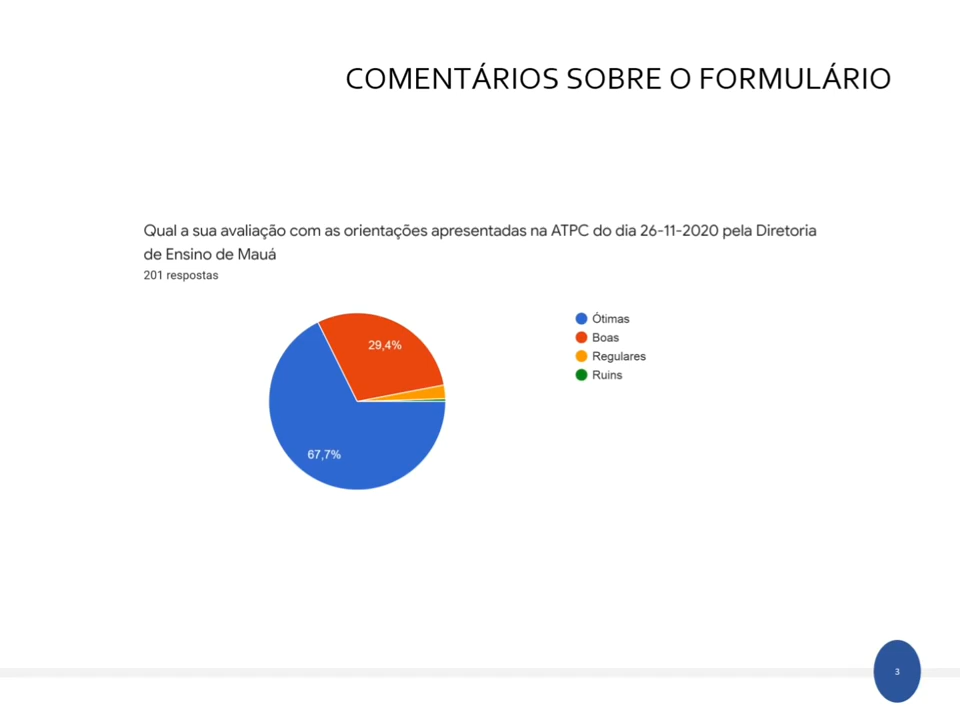 COMENTÁRIOS SOBRE O FORMULÁRIO
Qual a sua avaliação com as orientações apresentadas na ATPC do dia 26-11-2020 pela Diretoria
de Ensino de Mauá
201 respostas
29,4%
67,7%
Ótimas
Boas
Regulares
Ruins
3